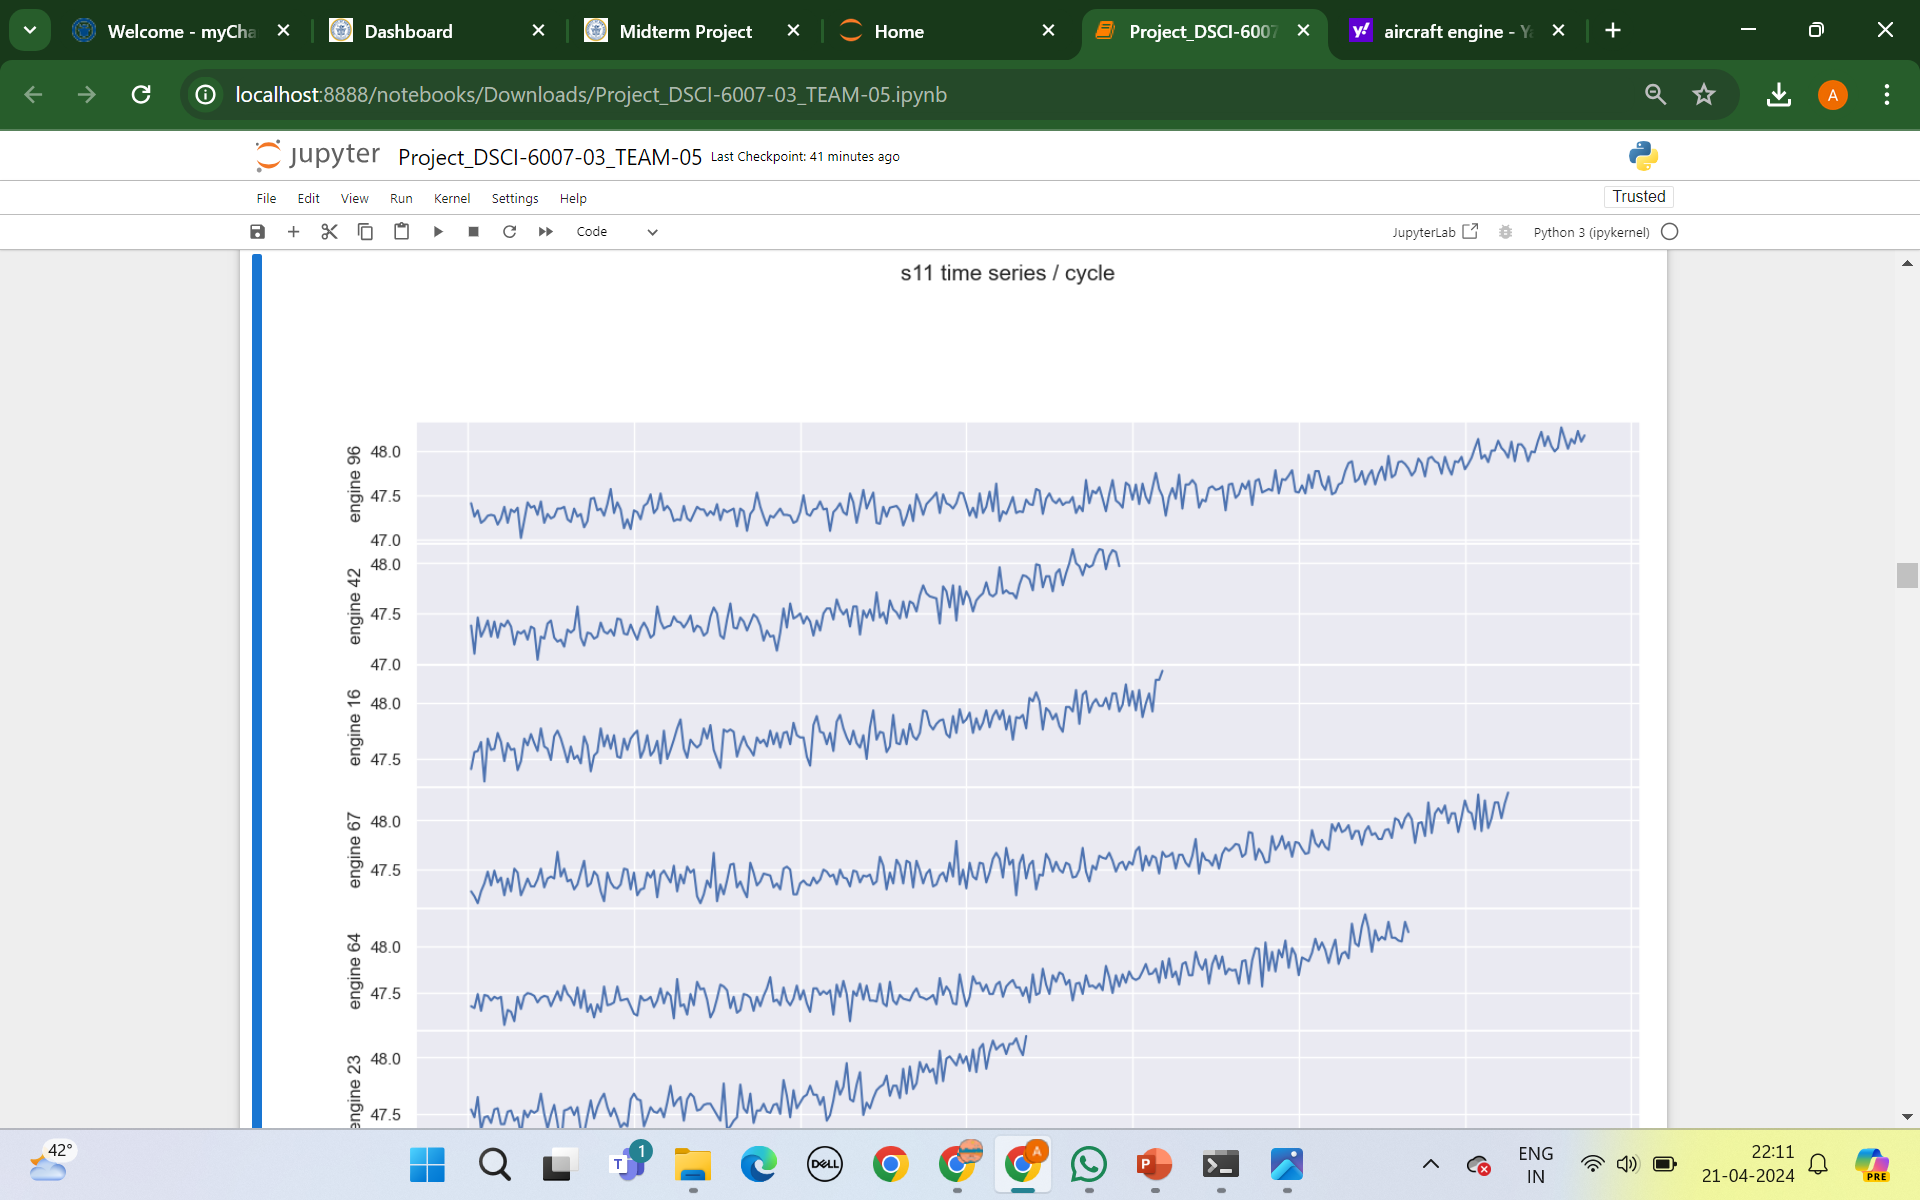 Welcome - myCha
Dashboard
Midterm Project
Home
Project_DSCI-6007
aircraft engine - Ya
localhost:8888/notebooks/Downloads/Project_DSCI-6007-03_TEAM-05.ipynb
A
jupyter Project_DSCI-6007-03_TEAM-05 Last Checkpoint: 41 minutes ago
File Edit View Run Kernel Settings Help
Trusted
Code
JupyterLab
Python 3 (ipykernel)
s11 time series / cycle
engine 96
48.0
47.5
47.0
engine 42
48.0
47.5
47.0
engine 16
48.0
47.5
engine 67
48.0
47.5
engine 64
48.0
47.5
engine 23
48.0
47.5
42°
1
T
DELL
A
P
ENG
IN
22:11
21-04-2024
PRE